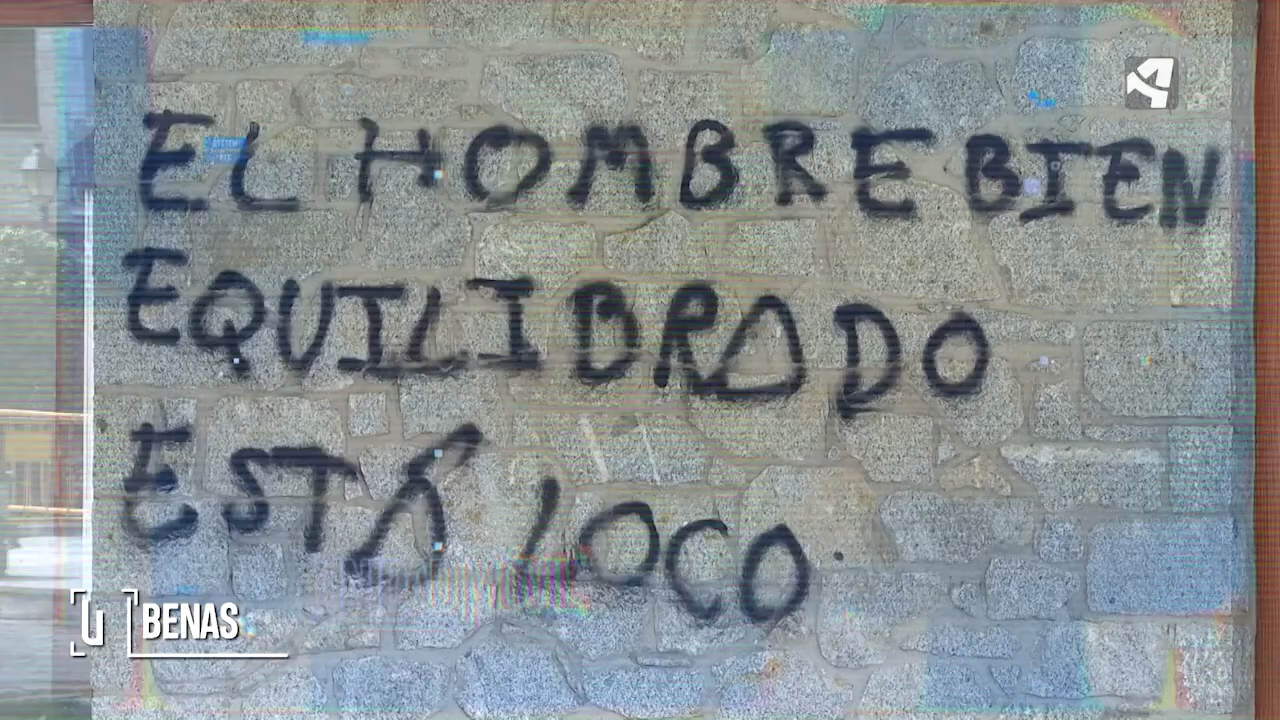 EL HOMBRE BIEN
EQUILIBRADO
ESTÁ LOCO.
U BENAS